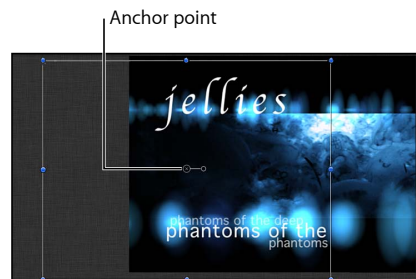 Anchor point
jellies
phantoms of the deep
phantoms of the
phantoms